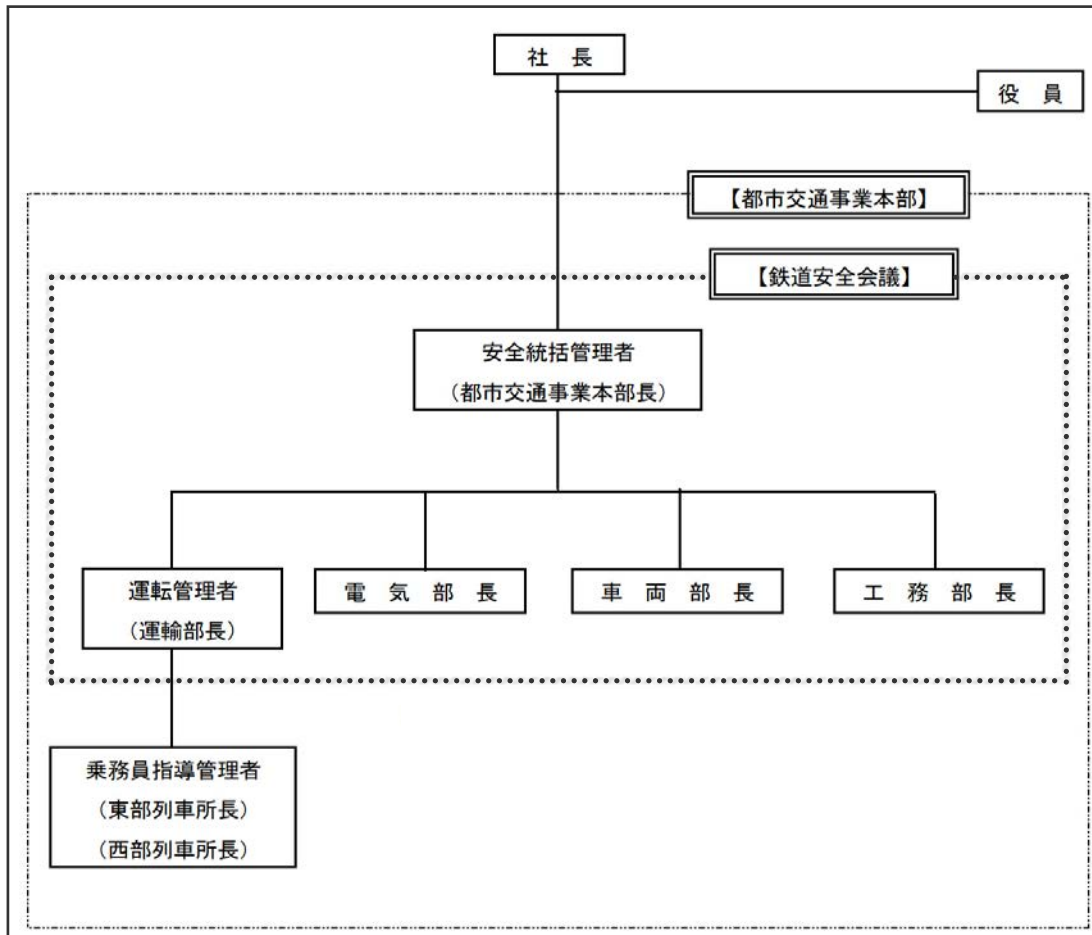 社　長
役　員
【都市交通事業本部】
【鉄道安全会議】
安全統括管理者
（都市交通事業本部長）
運転管理者
（運輸部長）
電　気　部　長
車　両　部　長
工　務　部　長
乗務員指導管理者
（東部列車所長）
（西部列車所長）